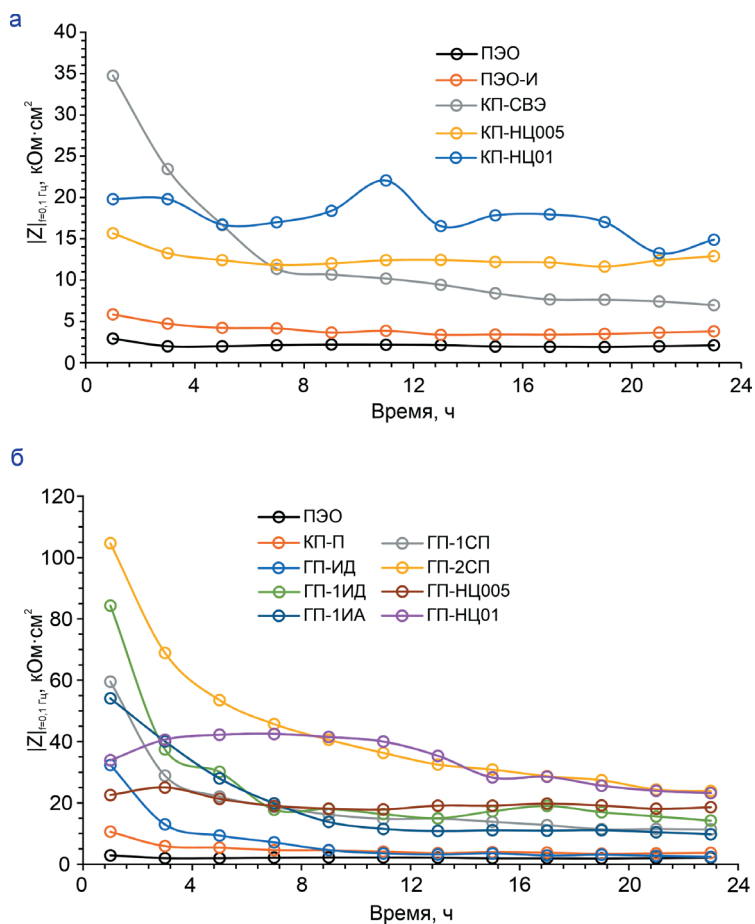 а
|Z|f=0,1 Гц, кОм·см²
40
35
30
25
20
15
10
5
0
ПЭО
ПЭО-И
КП-СВЭ
КП-НЦ005
КП-НЦ01
0 4 8 12 16 20 24
Время, ч
б
|Z|f=0,1 Гц, кОм·см²
120
100
80
60
40
20
0
ПЭО
КП-П ГП-1СП
ГП-ИД ГП-2СП
ГП-1ИД ГП-НЦ005
ГП-1ИА ГП-НЦ01
0 4 8 12 16 20 24
Время, ч